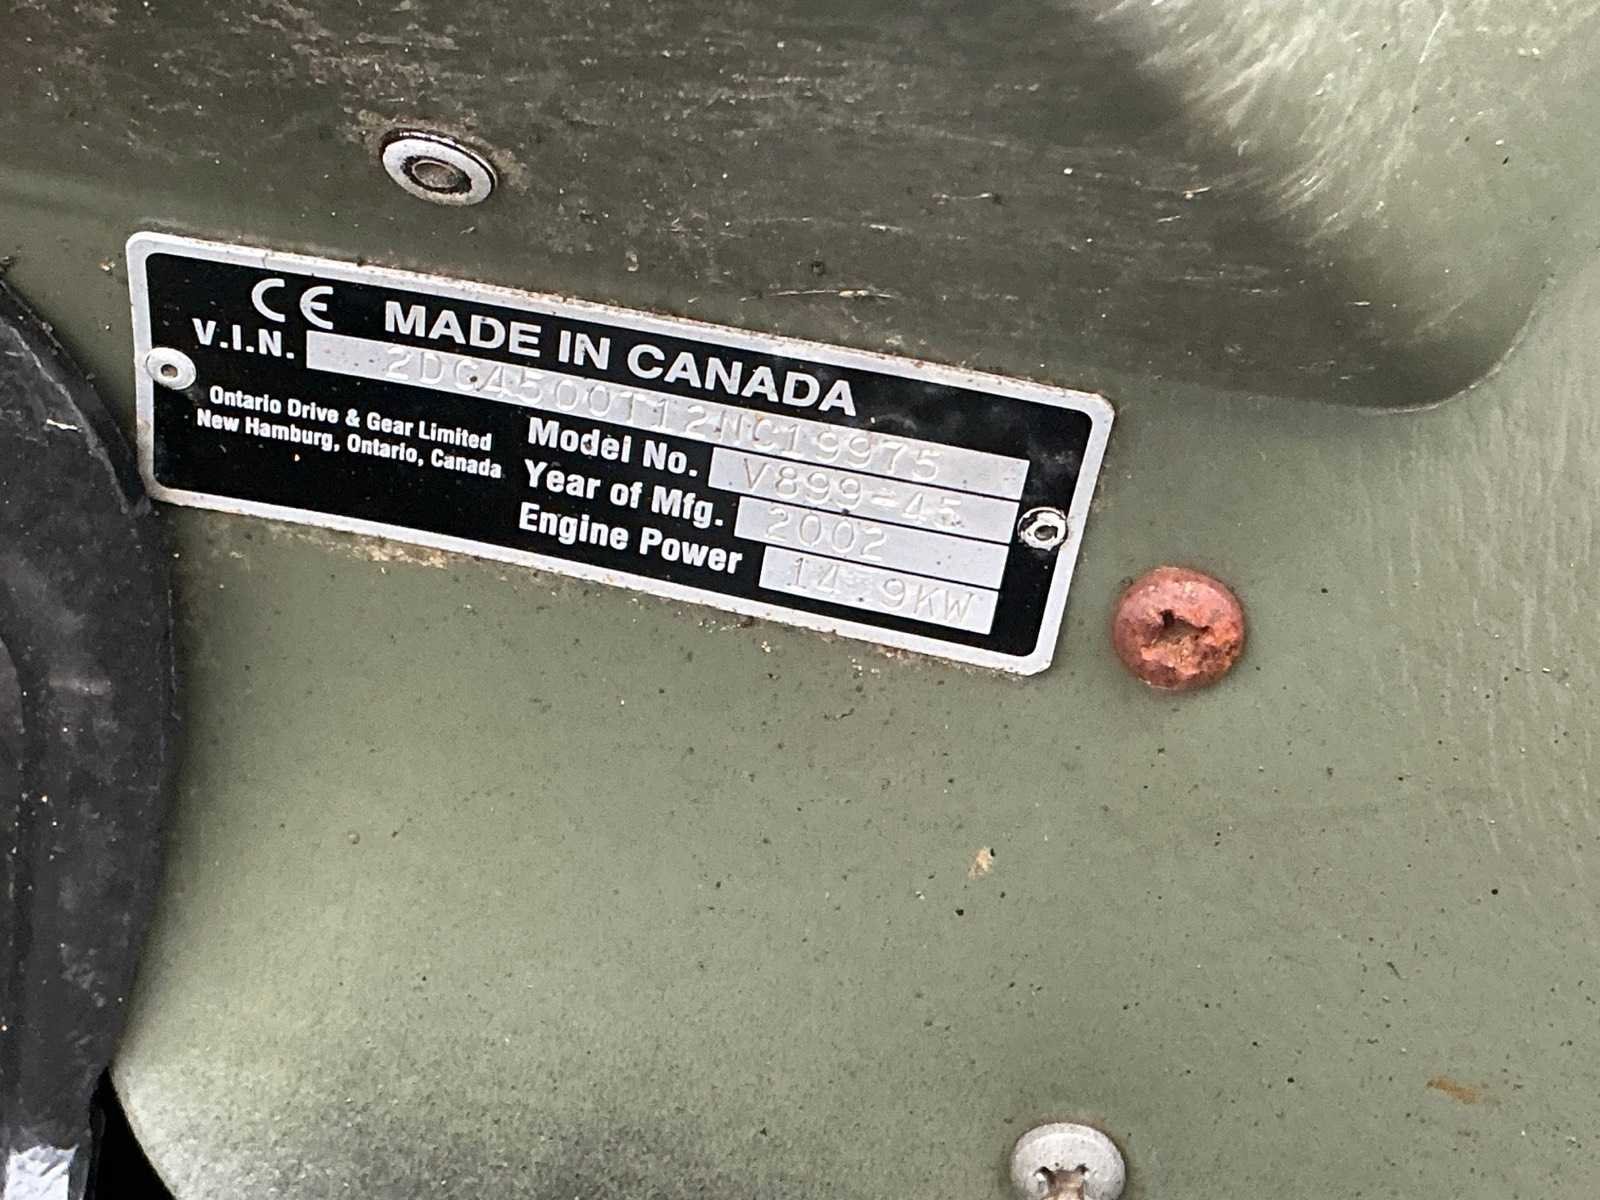 CE MADE IN CANADA
V.I.N. 2DG4500T12NC19975
Ontario Drive & Gear Limited
New Hamburg, Ontario, Canada
Model No. V899-45
Year of Mfg. 2002
Engine Power 14.9KW